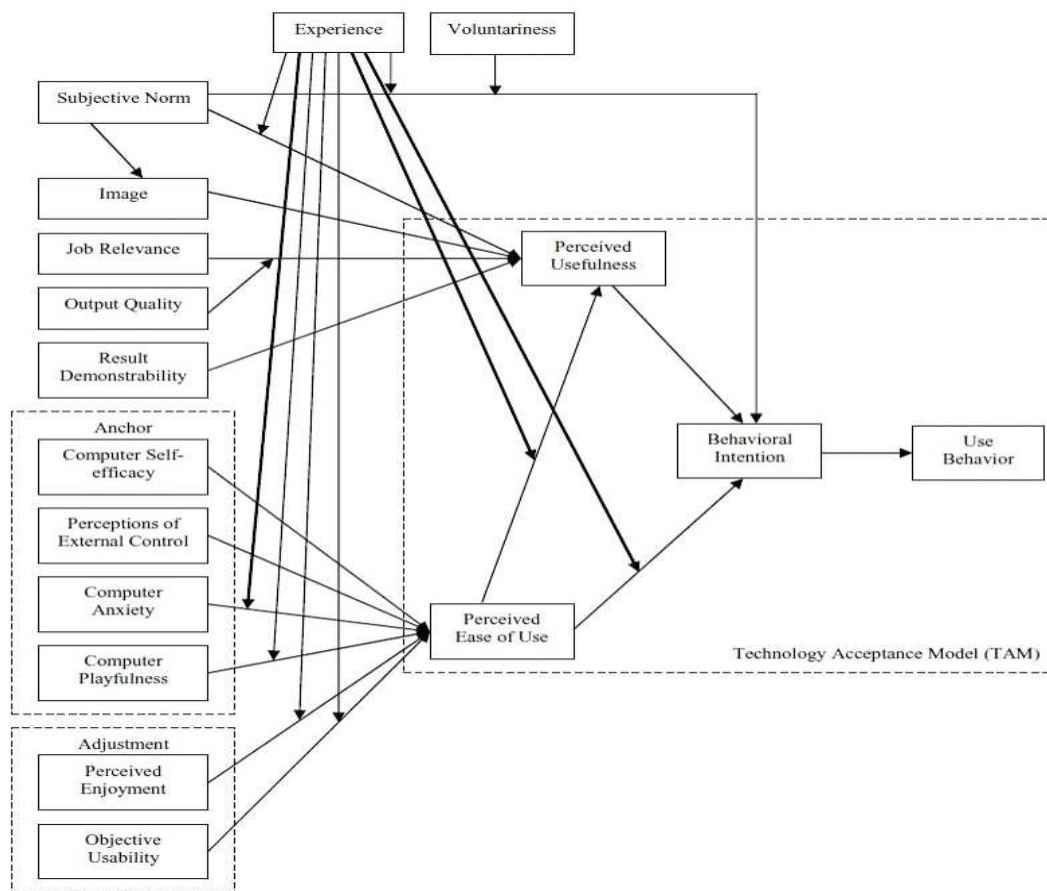 Experience
Voluntariness
Subjective Norm
Image
Job Relevance
Output Quality
Result
Demonstrability
Anchor
Computer Self-
efficacy
Perceptions of
External Control
Computer
Anxiety
Computer
Playfulness
Adjustment
Perceived
Enjoyment
Objective
Usability
Perceived
Usefulness
Perceived
Ease of Use
Behavioral
Intention
Use
Behavior
Technology Acceptance Model (TAM)